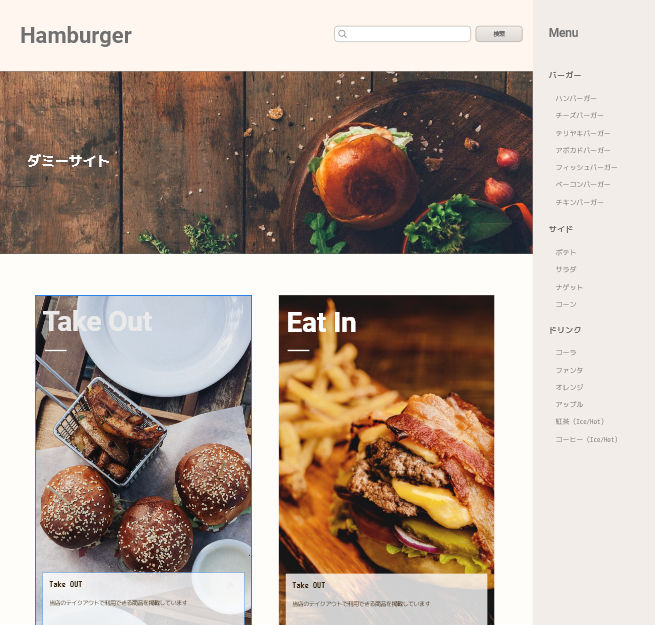 Hamburger
検索
ダミーサイト
Take Out
Take OUT
当店のテイクアウトで利用できる商品を掲載しています
Eat In
Take OUT
当店のテイクアウトで利用できる商品を掲載しています
Menu
バーガー
ハンバーガー
チーズバーガー
テリヤキバーガー
アボカドバーガー
フィッシュバーガー
ベーコンバーガー
チキンバーガー
サイド
ポテト
サラダ
ナゲット
コーン
ドリンク
コーラ
ファンタ
オレンジ
アップル
紅茶 (Ice/Hot)
コーヒー (Ice/Hot)